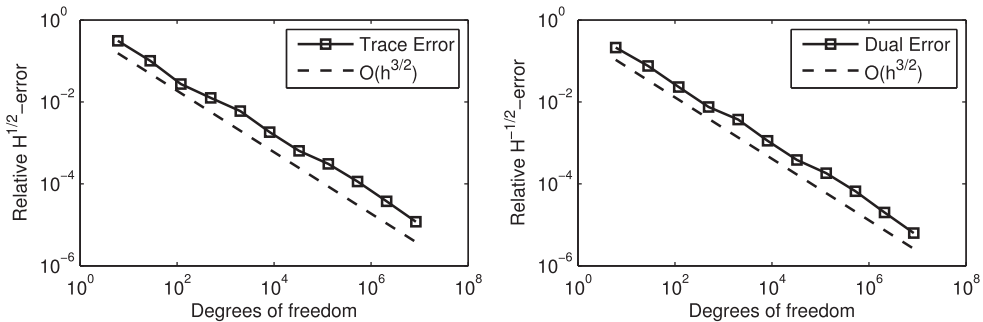 10^0
10^−2
10^−4
10^−6
Relative H^1/2−error
Trace Error
O(h^3/2)
10^0 10^2 10^4 10^6 10^8
Degrees of freedom
10^0
10^−2
10^−4
10^−6
Relative H^−1/2−error
Dual Error
O(h^3/2)
10^0 10^2 10^4 10^6 10^8
Degrees of freedom